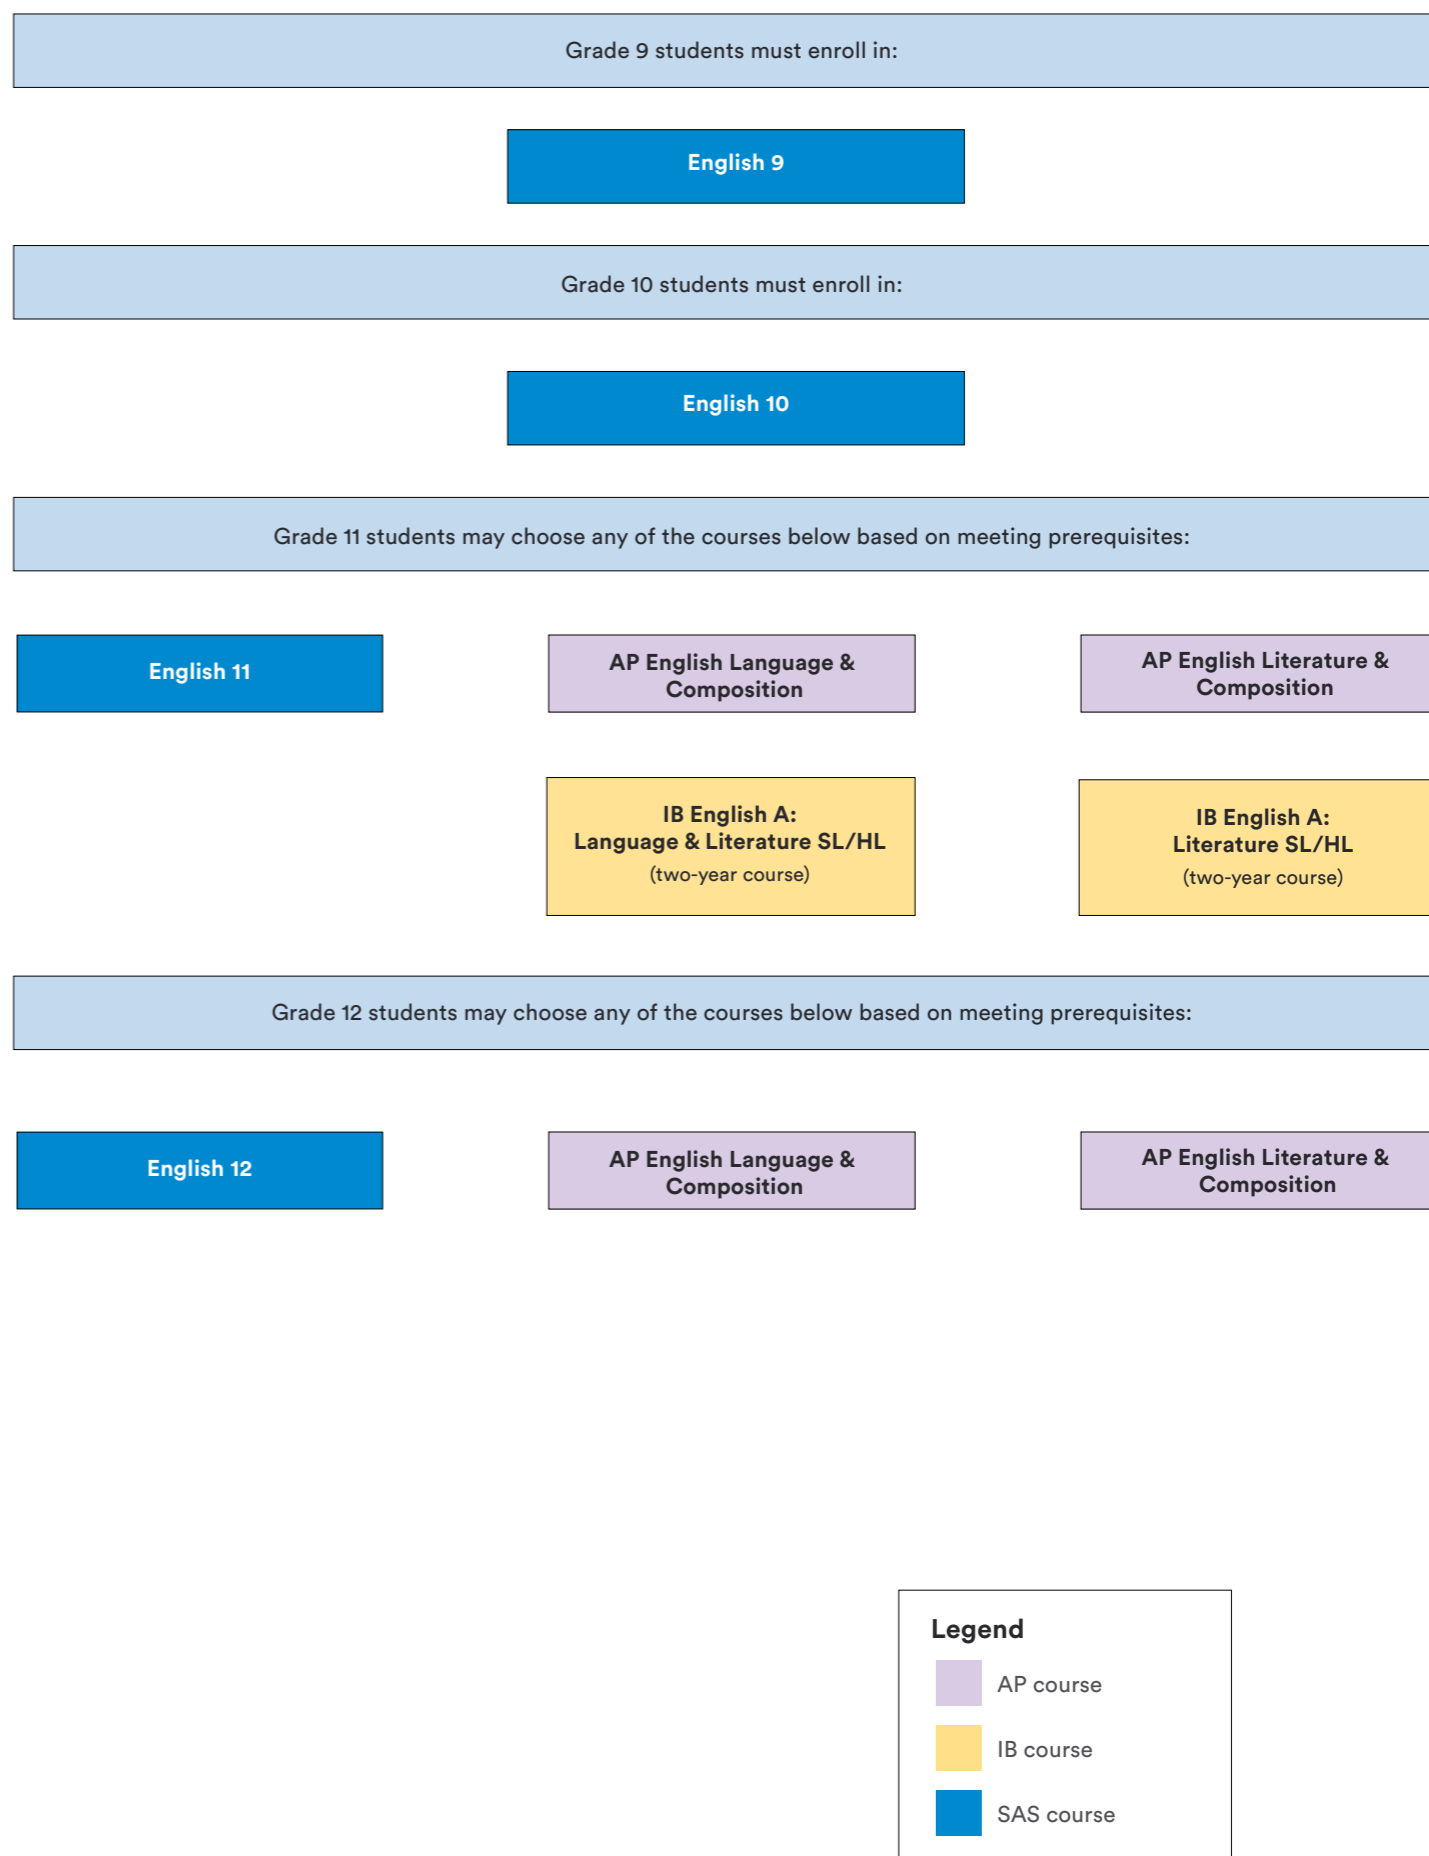 Grade 9 students must enroll in:
English 9
Grade 10 students must enroll in:
English 10
Grade 11 students may choose any of the courses below based on meeting prerequisites:
English 11
AP English Language &
Composition
AP English Literature &
Composition
IB English A:
Language & Literature SL/HL
(two-year course)
IB English A:
Literature SL/HL
(two-year course)
Grade 12 students may choose any of the courses below based on meeting prerequisites:
English 12
AP English Language &
Composition
AP English Literature &
Composition
Legend
AP course
IB course
SAS course